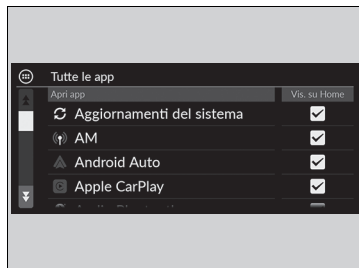 Tutte le app
Apri app Vis. su Home
Aggiornamenti del sistema
AM
Android Auto
Apple CarPlay